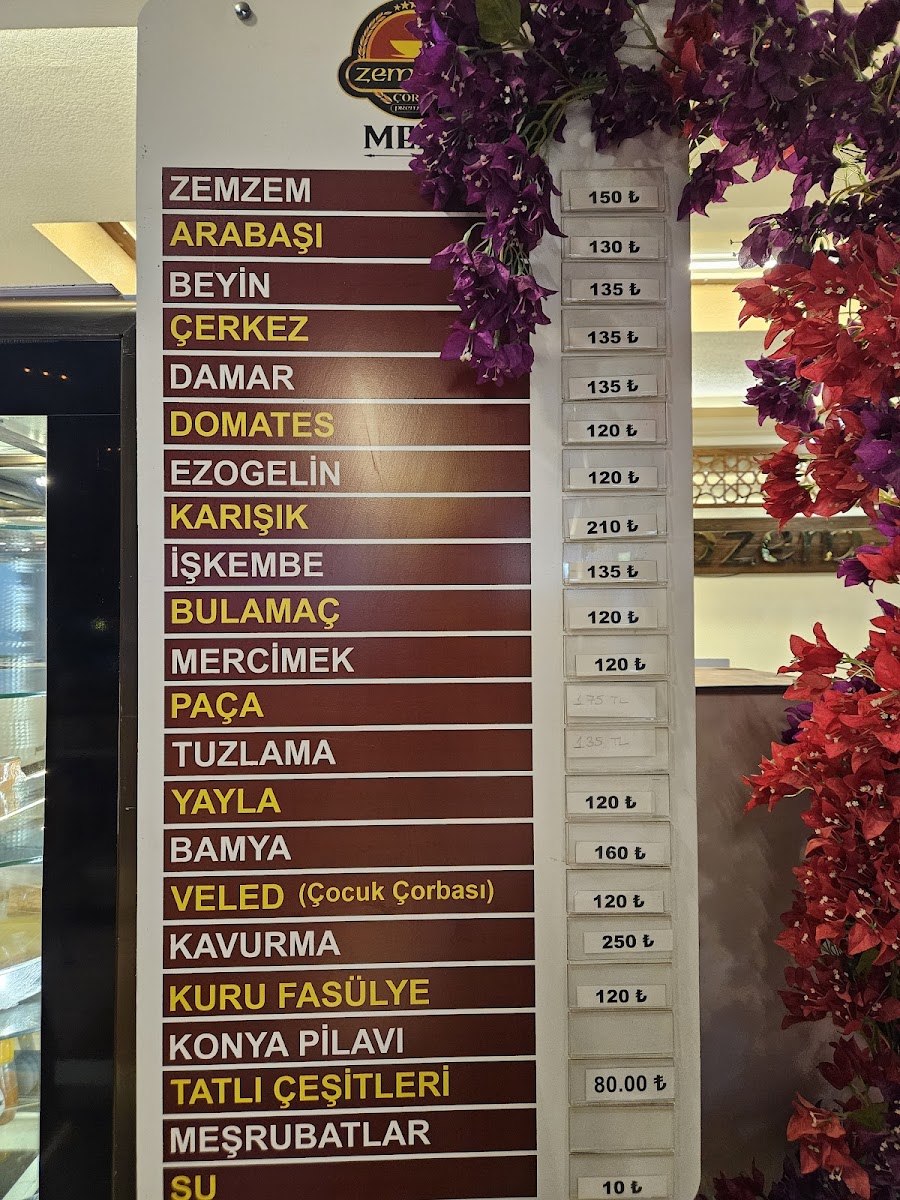 ZEMZEM 150 ₺
ARABAŞI 130 ₺
BEYİN 135 ₺
ÇERKEZ 135 ₺
DAMAR 135 ₺
DOMATES 120 ₺
EZOGELİN 120 ₺
KARIŞIK 210 ₺
İŞKEMBE 135 ₺
BULAMAÇ 120 ₺
MERCİMEK 120 ₺
PAÇA 175 TL
TUZLAMA 135 TL
YAYLA 120 ₺
BAMYA 160 ₺
VELED (Çocuk Çorbası) 120 ₺
KAVURMA 250 ₺
KURU FASÜLYE 120 ₺
KONYA PİLAVI
TATLI ÇEŞİTLERİ 80.00 ₺
MEŞRUBATLAR
SU 10 ₺